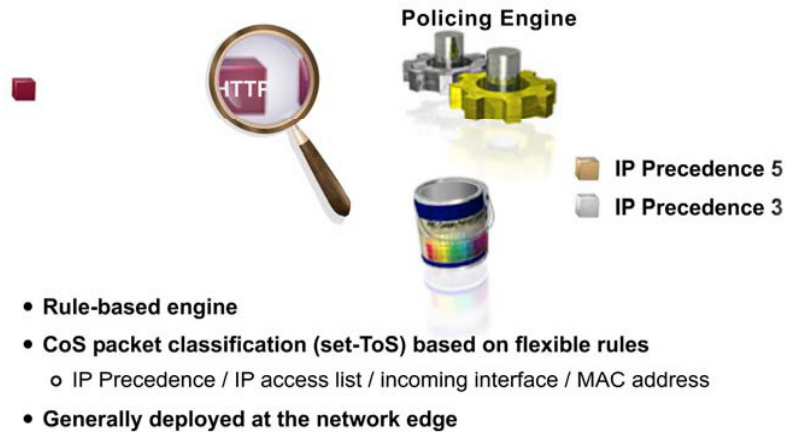 Policing Engine
HTTP
IP Precedence 5
IP Precedence 3
• Rule-based engine
• CoS packet classification (set-ToS) based on flexible rules
o IP Precedence / IP access list / incoming interface / MAC address
• Generally deployed at the network edge